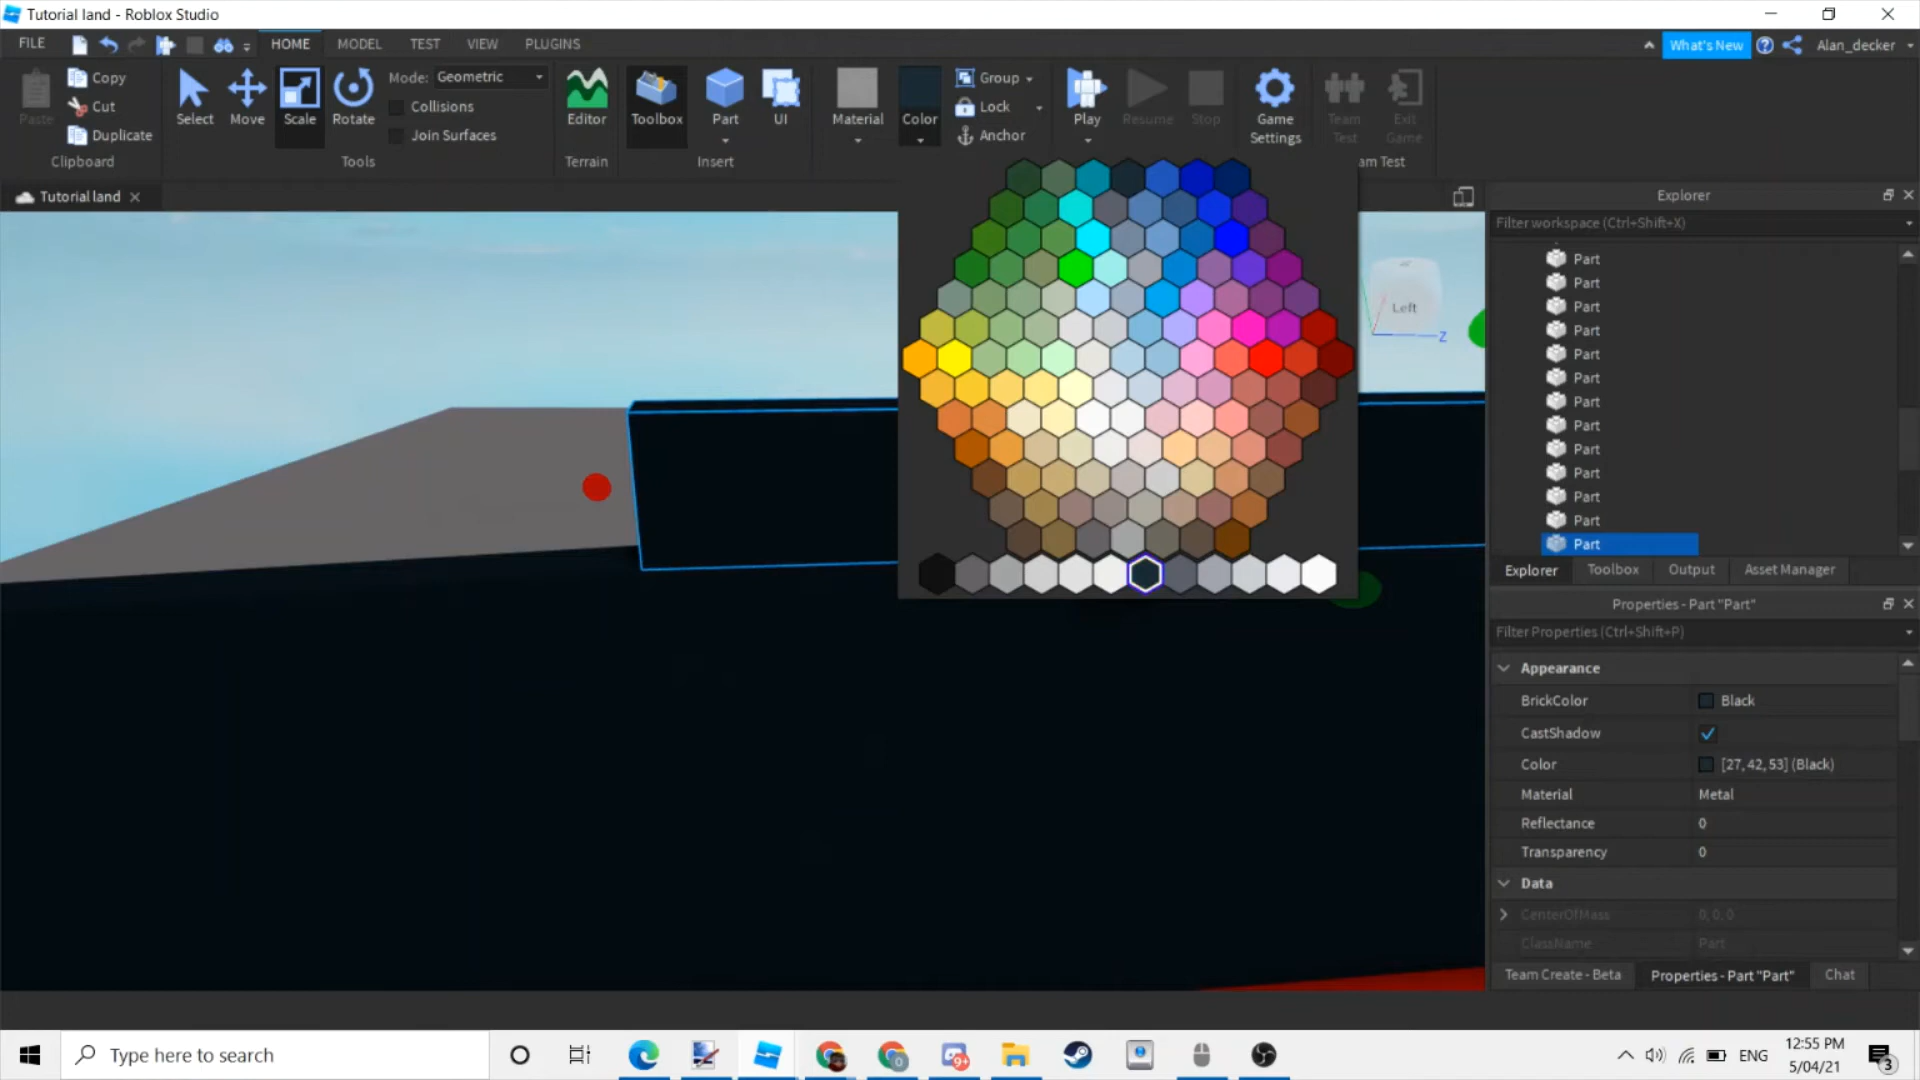 Tutorial land - Roblox Studio
FILE HOME MODEL TEST VIEW PLUGINS What's New Alan_decker
Paste Copy Cut Duplicate Clipboard
Select Move Scale Rotate Mode: Geometric Collisions Join Surfaces Tools
Editor Terrain
Toolbox Part UI Insert
Material Color Group Lock Anchor
Play Resume Stop
Game Settings
Team Test Exit Game
am Test
Tutorial land
Left
Z
Explorer
Filter workspace (Ctrl+Shift+X)
Part
Part
Part
Part
Part
Part
Part
Part
Part
Part
Part
Part
Part
Explorer Toolbox Output Asset Manager
Properties - Part "Part"
Filter Properties (Ctrl+Shift+P)
Appearance
BrickColor Black
CastShadow
Color [27, 42, 53] (Black)
Material Metal
Reflectance 0
Transparency 0
Data
CenterOfMass 0, 0, 0
ClassName Part
Team Create - Beta Properties - Part "Part" Chat
Type here to search
9+
ENG
12:55 PM
5/04/21
3